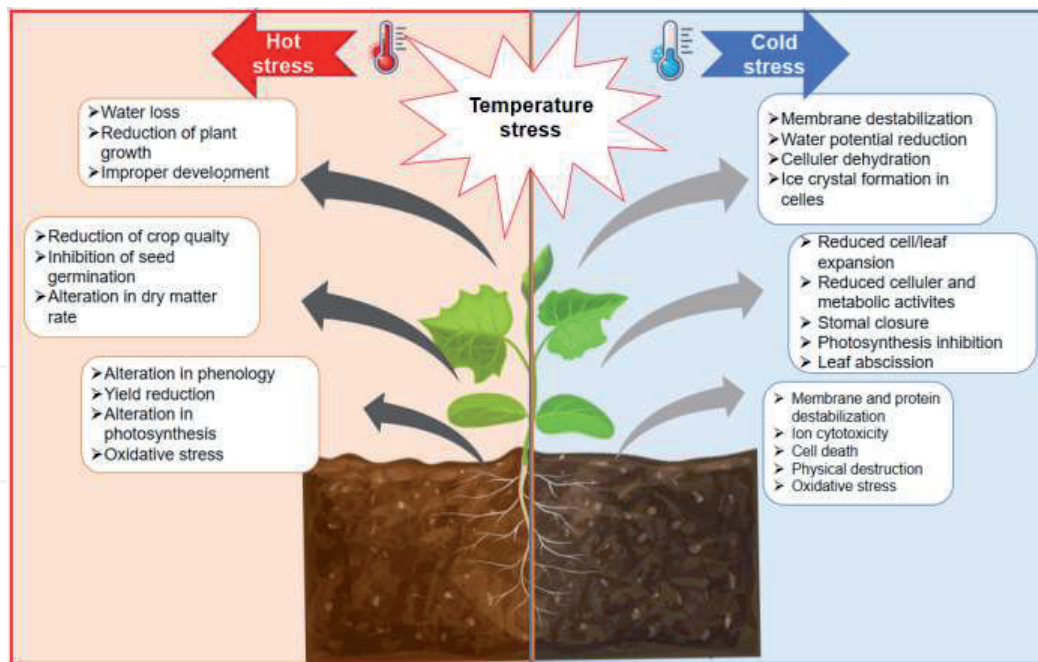 Hot
stress
Temperature
stress
Cold
stress
➢Water loss
➢Reduction of plant
growth
➢Improper development
➢Reduction of crop qualty
➢Inhibition of seed
germination
➢Alteration in dry matter
rate
➢Alteration in phenology
➢Yield reduction
➢Alteration in
photosynthesis
➢Oxidative stress
➢Membrane destabilization
➢Water potential reduction
➢Celluler dehydration
➢Ice crystal formation in
celles
➢ Reduced cell/leaf
expansion
➢ Reduced celluler and
metabolic activites
➢ Stomal closure
➢ Photosynthesis inhibition
➢ Leaf abscission
➢ Membrane and protein
destabilization
➢ Ion cytotoxicity
➢ Cell death
➢ Physical destruction
➢ Oxidative stress